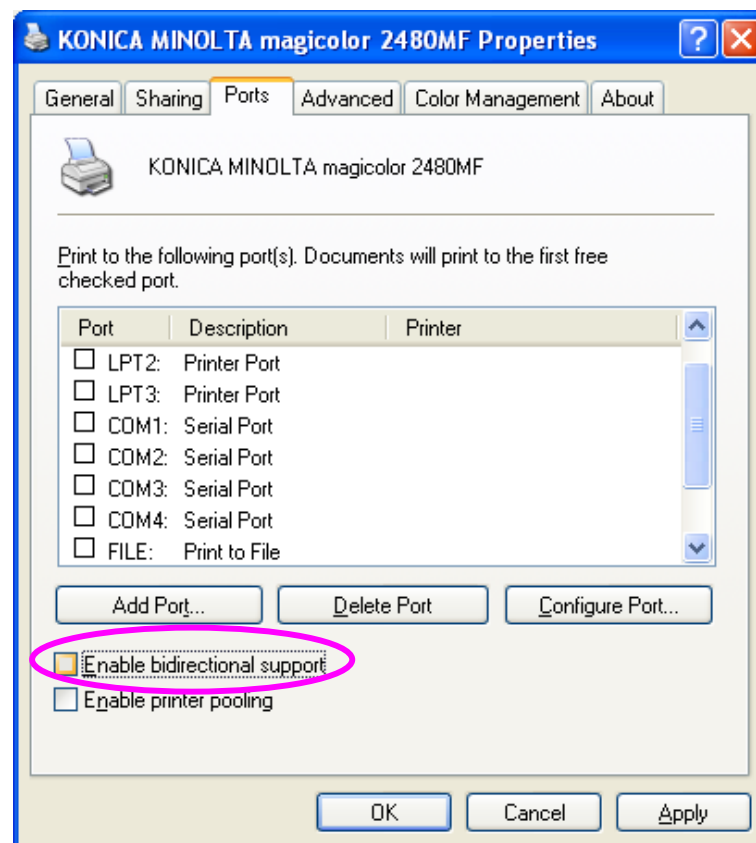 KONICA MINOLTA magicolor 2480MF Properties
General Sharing Ports Advanced Color Management About
KONICA MINOLTA magicolor 2480MF
Print to the following port(s). Documents will print to the first free
checked port.
Port Description Printer
LPT2: Printer Port
LPT3: Printer Port
COM1: Serial Port
COM2: Serial Port
COM3: Serial Port
COM4: Serial Port
FILE: Print to File
Add Port... Delete Port Configure Port...
Enable bidirectional support
Enable printer pooling
OK Cancel Apply